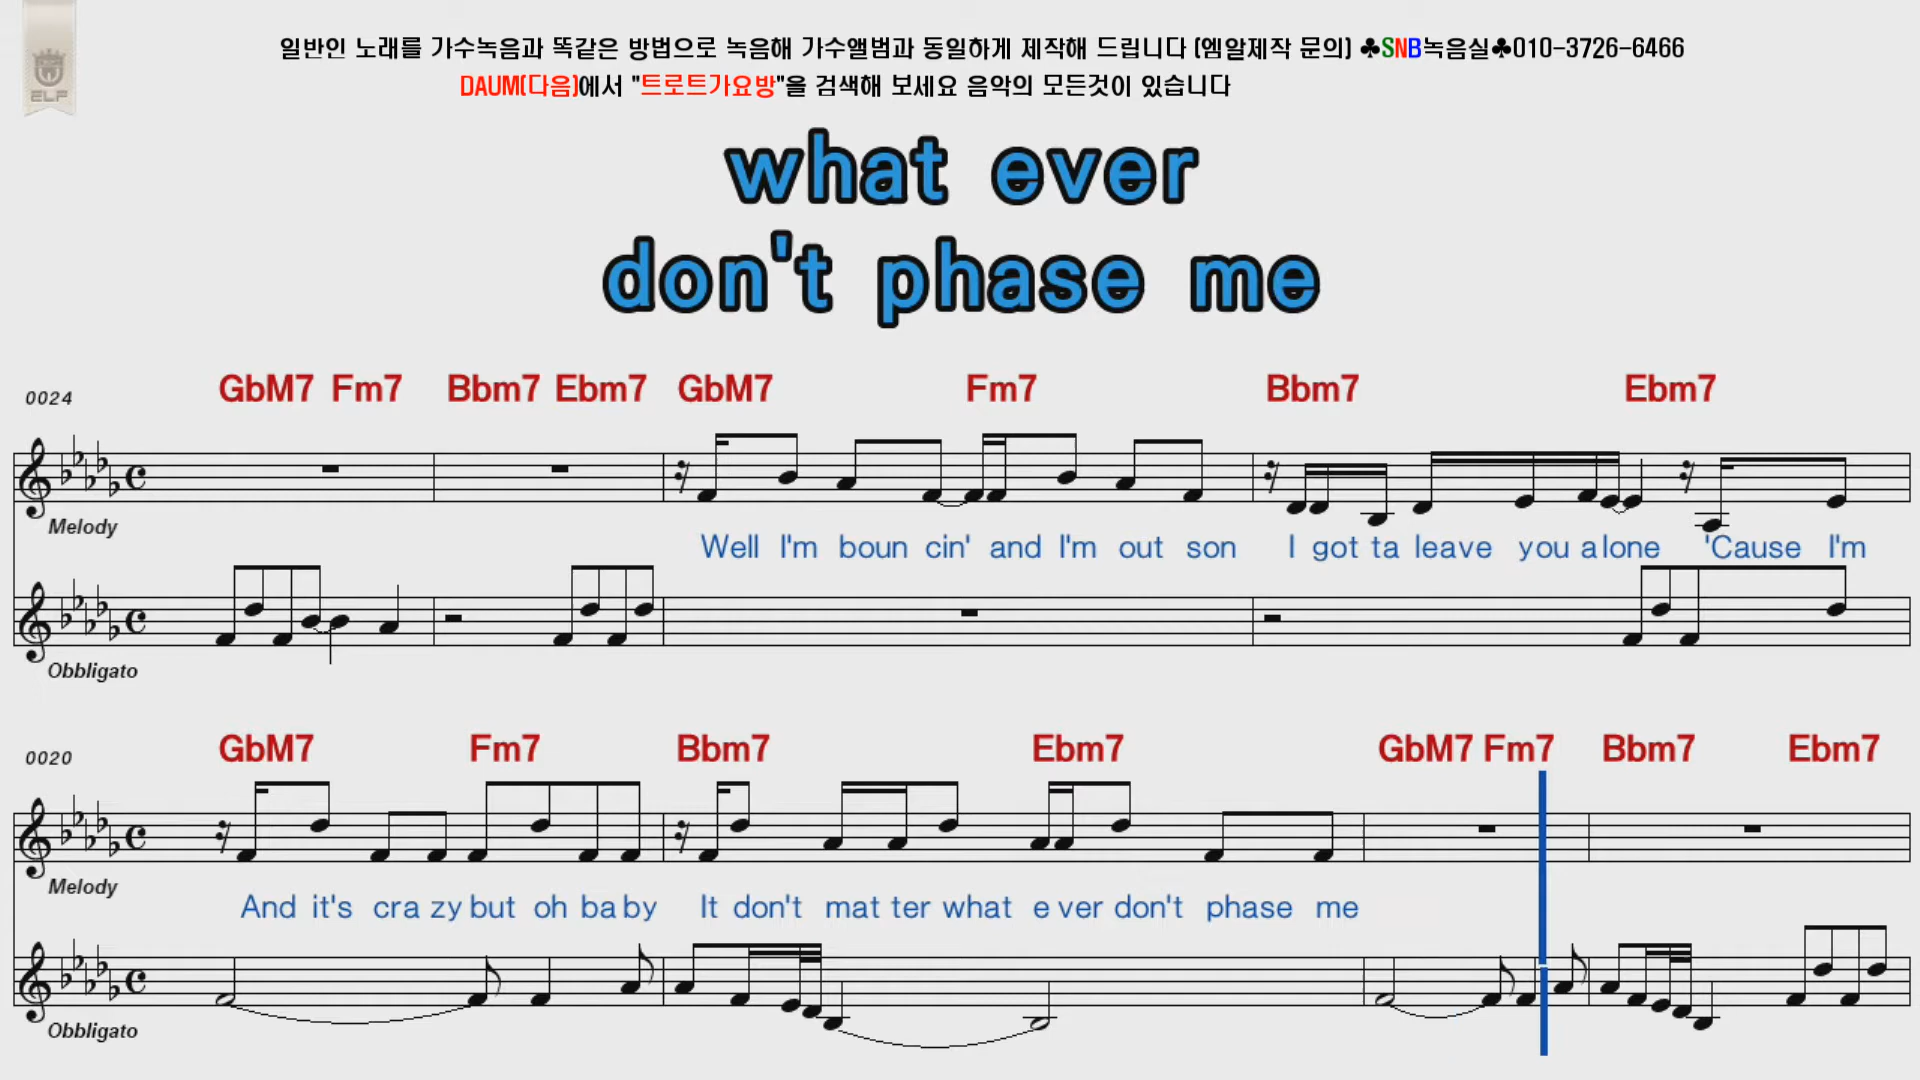 ELF
일반인 노래를 가수녹음과 똑같은 방법으로 녹음해 가수앨범과 동일하게 제작해 드립니다 (엠알제작 문의) ♣SNB녹음실♣010-3726-6466
DAUM(다음)에서 "트로트가요방"을 검색해 보세요 음악의 모든것이 있습니다
what ever
don't phase me
0024 GbM7 Fm7 Bbm7 Ebm7 GbM7 Fm7 Bbm7 Ebm7
Melody
Well I'm boun cin' and I'm out son I got ta leave you alone 'Cause I'm
Obbligato
0020 GbM7 Fm7 Bbm7 Ebm7 GbM7 Fm7 Bbm7 Ebm7
Melody
And it's cra zy but oh ba by It don't mat ter what e ver don't phase me
Obbligato